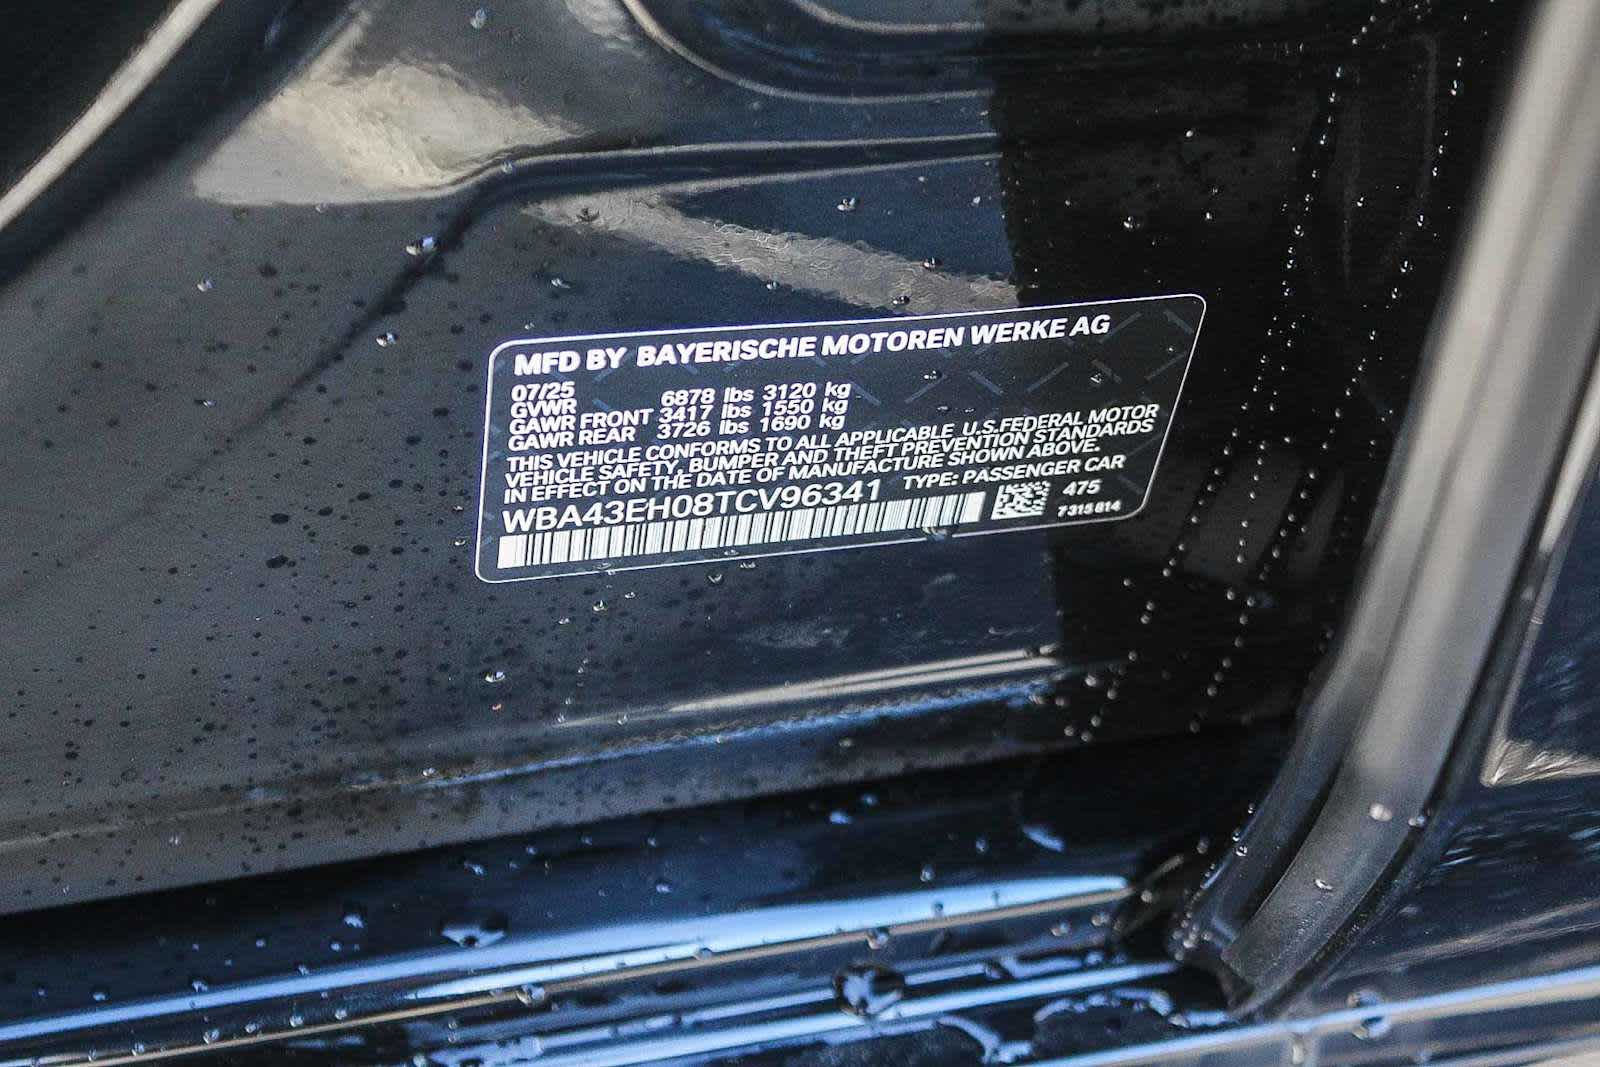 MFD BY BAYERISCHE MOTOREN WERKE AG
07/25
GVWR 6878 lbs 3120 kg
GAWR FRONT 3417 lbs 1550 kg
GAWR REAR 3726 lbs 1690 kg
THIS VEHICLE CONFORMS TO ALL APPLICABLE U.S.FEDERAL MOTOR
VEHICLE SAFETY, BUMPER AND THEFT PREVENTION STANDARDS
IN EFFECT ON THE DATE OF MANUFACTURE SHOWN ABOVE.
WBA43EH08TCV96341 TYPE: PASSENGER CAR
475
7315614